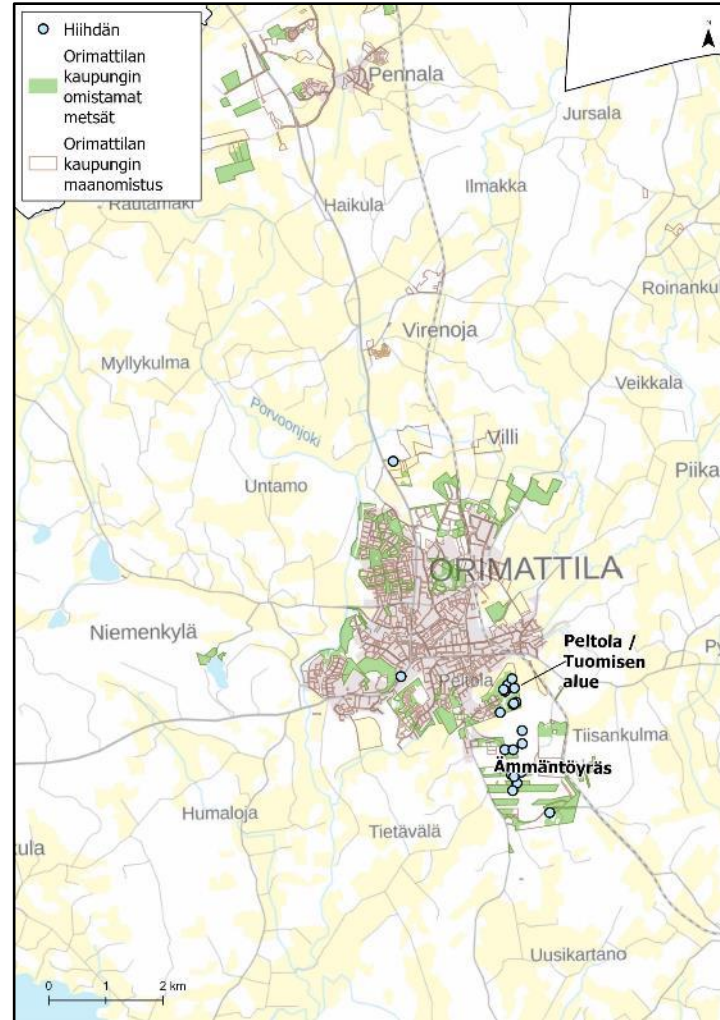 N
Hiihdän
Orimattilan
kaupungin
omistamat
metsät
Orimattilan
kaupungin
maanomistus
Pennala
Jursala
Rautamäki
Haikula
Ilmakka
Roinanku
Virenoja
Myllykulma
Veikkala
Porvoonjoki
Villi
Piika
Untamo
ORIMATTILA
Niemenkylä
Peltola /
Tuomisen
alue
Py
Peltola
Tiisankulma
Ämmäntöyräs
Humaloja
Tietävälä
kula
Uusikartano
0 1 2 km